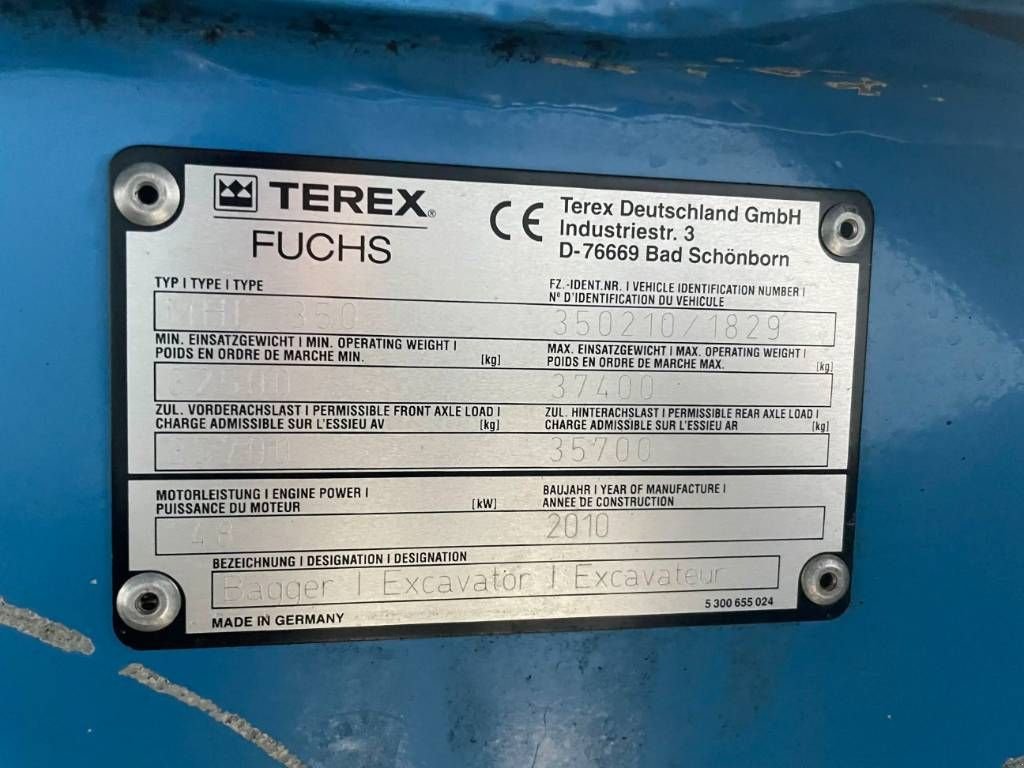 TEREX®
FUCHS
CE
Terex Deutschland GmbH
Industriestr. 3
D-76669 Bad Schönborn
TYP | TYPE | TYPE
MHL 350
FZ.-IDENT.NR. | VEHICLE IDENTIFICATION NUMBER |
N° D'IDENTIFICATION DU VEHICULE
350210/1829
MIN. EINSATZGEWICHT | MIN. OPERATING WEIGHT |
POIDS EN ORDRE DE MARCHE MIN. [kg]
MAX. EINSATZGEWICHT | MAX. OPERATING WEIGHT |
POIDS EN ORDRE DE MARCHE MAX. [kg]
37400
ZUL. VORDERACHSLAST | PERMISSIBLE FRONT AXLE LOAD |
CHARGE ADMISSIBLE SUR L'ESSIEU AV [kg]
ZUL. HINTERACHSLAST | PERMISSIBLE REAR AXLE LOAD |
CHARGE ADMISSIBLE SUR L'ESSIEU AR [kg]
35700
MOTORLEISTUNG | ENGINE POWER |
PUISSANCE DU MOTEUR [kW]
BAUJAHR | YEAR OF MANUFACTURE |
ANNÉE DE CONSTRUCTION
2010
BEZEICHNUNG | DESIGNATION | DESIGNATION
Bagger | Excavator | Excavateur
MADE IN GERMANY
5 300 655 024